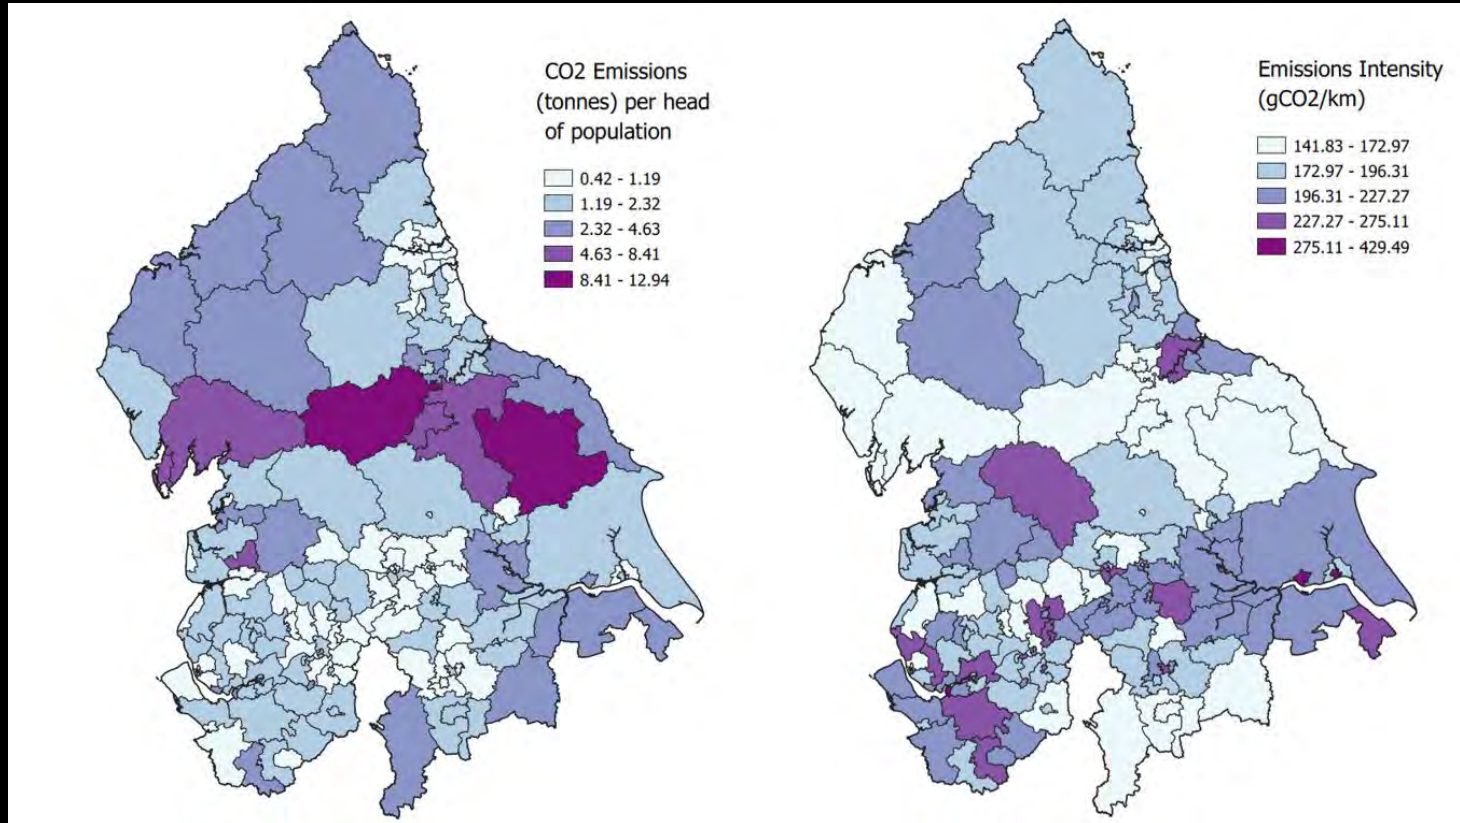 CO2 Emissions
(tonnes) per head
of population
0.42 - 1.19
1.19 - 2.32
2.32 - 4.63
4.63 - 8.41
8.41 - 12.94
Emissions Intensity
(gCO2/km)
141.83 - 172.97
172.97 - 196.31
196.31 - 227.27
227.27 - 275.11
275.11 - 429.49